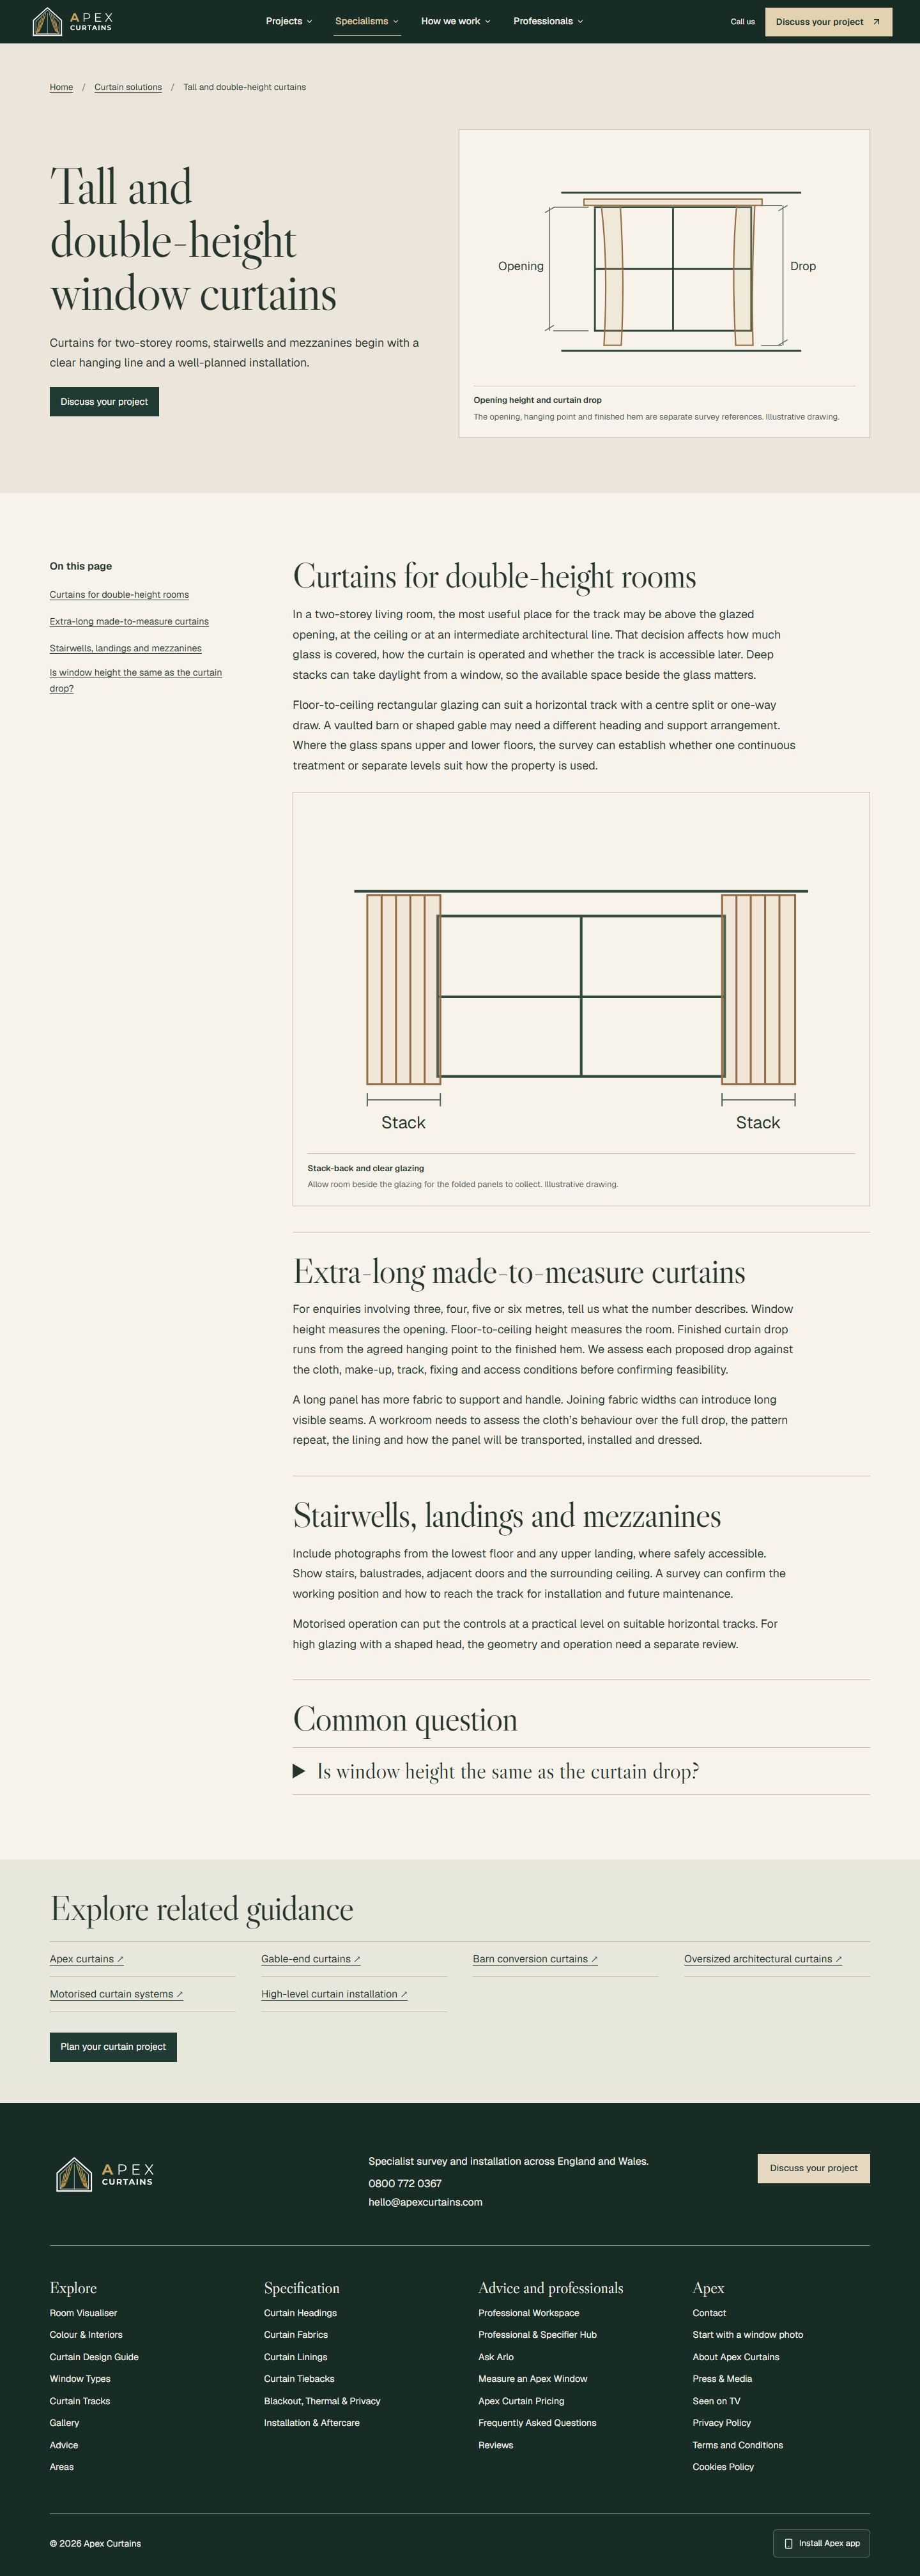 APEX
CURTAINS
Projects
Specialisms
How we work
Professionals
Call us
Discuss your project
Home / Curtain solutions / Tall and double-height curtains
Tall and
double-height
window curtains
Curtains for two-storey rooms, stairwells and mezzanines begin with a
clear hanging line and a well-planned installation.
Discuss your project
Opening
Drop
Opening height and curtain drop
The opening, hanging point and finished hem are separate survey references. Illustrative drawing.
On this page
Curtains for double-height rooms
Extra-long made-to-measure curtains
Stairwells, landings and mezzanines
Is window height the same as the curtain
drop?
Curtains for double-height rooms
In a two-storey living room, the most useful place for the track may be above the glazed
opening, at the ceiling or at an intermediate architectural line. That decision affects how much
glass is covered, how the curtain is operated and whether the track is accessible later. Deep
stacks can take daylight from a window, so the available space beside the glass matters.
Floor-to-ceiling rectangular glazing can suit a horizontal track with a centre split or one-way
draw. A vaulted barn or shaped gable may need a different heading and support arrangement.
Where the glass spans upper and lower floors, the survey can establish whether one continuous
treatment or separate levels suit how the property is used.
Stack
Stack
Stack-back and clear glazing
Allow room beside the glazing for the folded panels to collect. Illustrative drawing.
Extra-long made-to-measure curtains
For enquiries involving three, four, five or six metres, tell us what the number describes. Window
height measures the opening. Floor-to-ceiling height measures the room. Finished curtain drop
runs from the agreed hanging point to the finished hem. We assess each proposed drop against
the cloth, make-up, track, fixing and access conditions before confirming feasibility.
A long panel has more fabric to support and handle. Joining fabric widths can introduce long
visible seams. A workroom needs to assess the cloth’s behaviour over the full drop, the pattern
repeat, the lining and how the panel will be transported, installed and dressed.
Stairwells, landings and mezzanines
Include photographs from the lowest floor and any upper landing, where safely accessible.
Show stairs, balustrades, adjacent doors and the surrounding ceiling. A survey can confirm the
working position and how to reach the track for installation and future maintenance.
Motorised operation can put the controls at a practical level on suitable horizontal tracks. For
high glazing with a shaped head, the geometry and operation need a separate review.
Common question
Is window height the same as the curtain drop?
Explore related guidance
Apex curtains ↗
Gable-end curtains ↗
Barn conversion curtains ↗
Oversized architectural curtains ↗
Motorised curtain systems ↗
High-level curtain installation ↗
Plan your curtain project
APEX
CURTAINS
Specialist survey and installation across England and Wales.
0800 772 0367
hello@apexcurtains.com
Discuss your project
Explore
Room Visualiser
Colour & Interiors
Curtain Design Guide
Window Types
Curtain Tracks
Gallery
Advice
Areas
Specification
Curtain Headings
Curtain Fabrics
Curtain Linings
Curtain Tiebacks
Blackout, Thermal & Privacy
Installation & Aftercare
Advice and professionals
Professional Workspace
Professional & Specifier Hub
Ask Arlo
Measure an Apex Window
Apex Curtain Pricing
Frequently Asked Questions
Reviews
Apex
Contact
Start with a window photo
About Apex Curtains
Press & Media
Seen on TV
Privacy Policy
Terms and Conditions
Cookies Policy
© 2026 Apex Curtains
Install Apex app